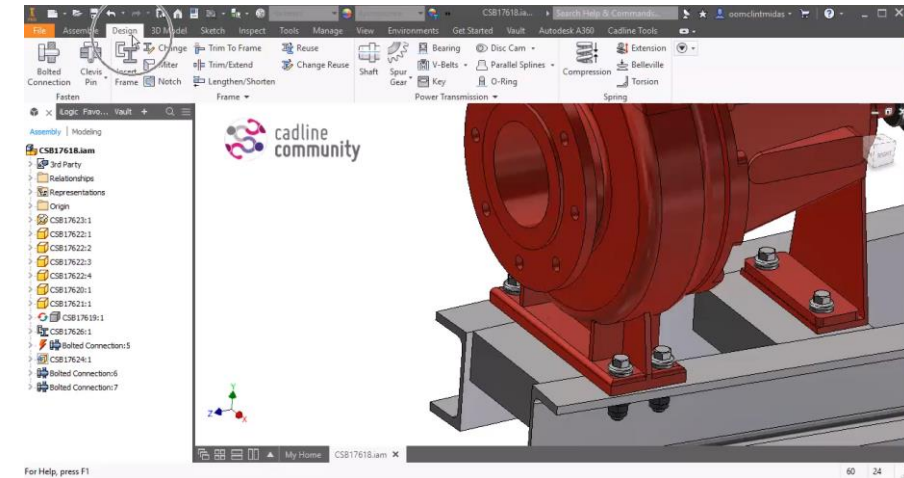 CSB17618.ia...
Search Help & Commands...
oomclintmidas
File Assemble Design 3D Model Sketch Inspect Tools Manage View Environments Get Started Vault Autodesk A360 Cadline Tools
Bolted Connection
Clevis Pin
Insert Frame
Change
Miter
Notch
Trim To Frame
Trim/Extend
Lengthen/Shorten
Reuse
Change Reuse
Shaft
Spur Gear
Bearing
V-Belts
Key
Disc Cam
Parallel Splines
O-Ring
Compression
Extension
Belleville
Torsion
Fasten Frame Power Transmission Spring
iLogic Favo... Vault +
Assembly | Modeling
CSB17618.iam
3rd Party
Relationships
Representations
Origin
CSB17623:1
CSB17622:1
CSB17622:2
CSB17622:3
CSB17622:4
CSB17620:1
CSB17621:1
CSB17619:1
CSB17626:1
Bolted Connection:5
CSB17624:1
Bolted Connection:6
Bolted Connection:7
cadline
community
Y
Z
X
My Home CSB17618.iam
For Help, press F1
60 24